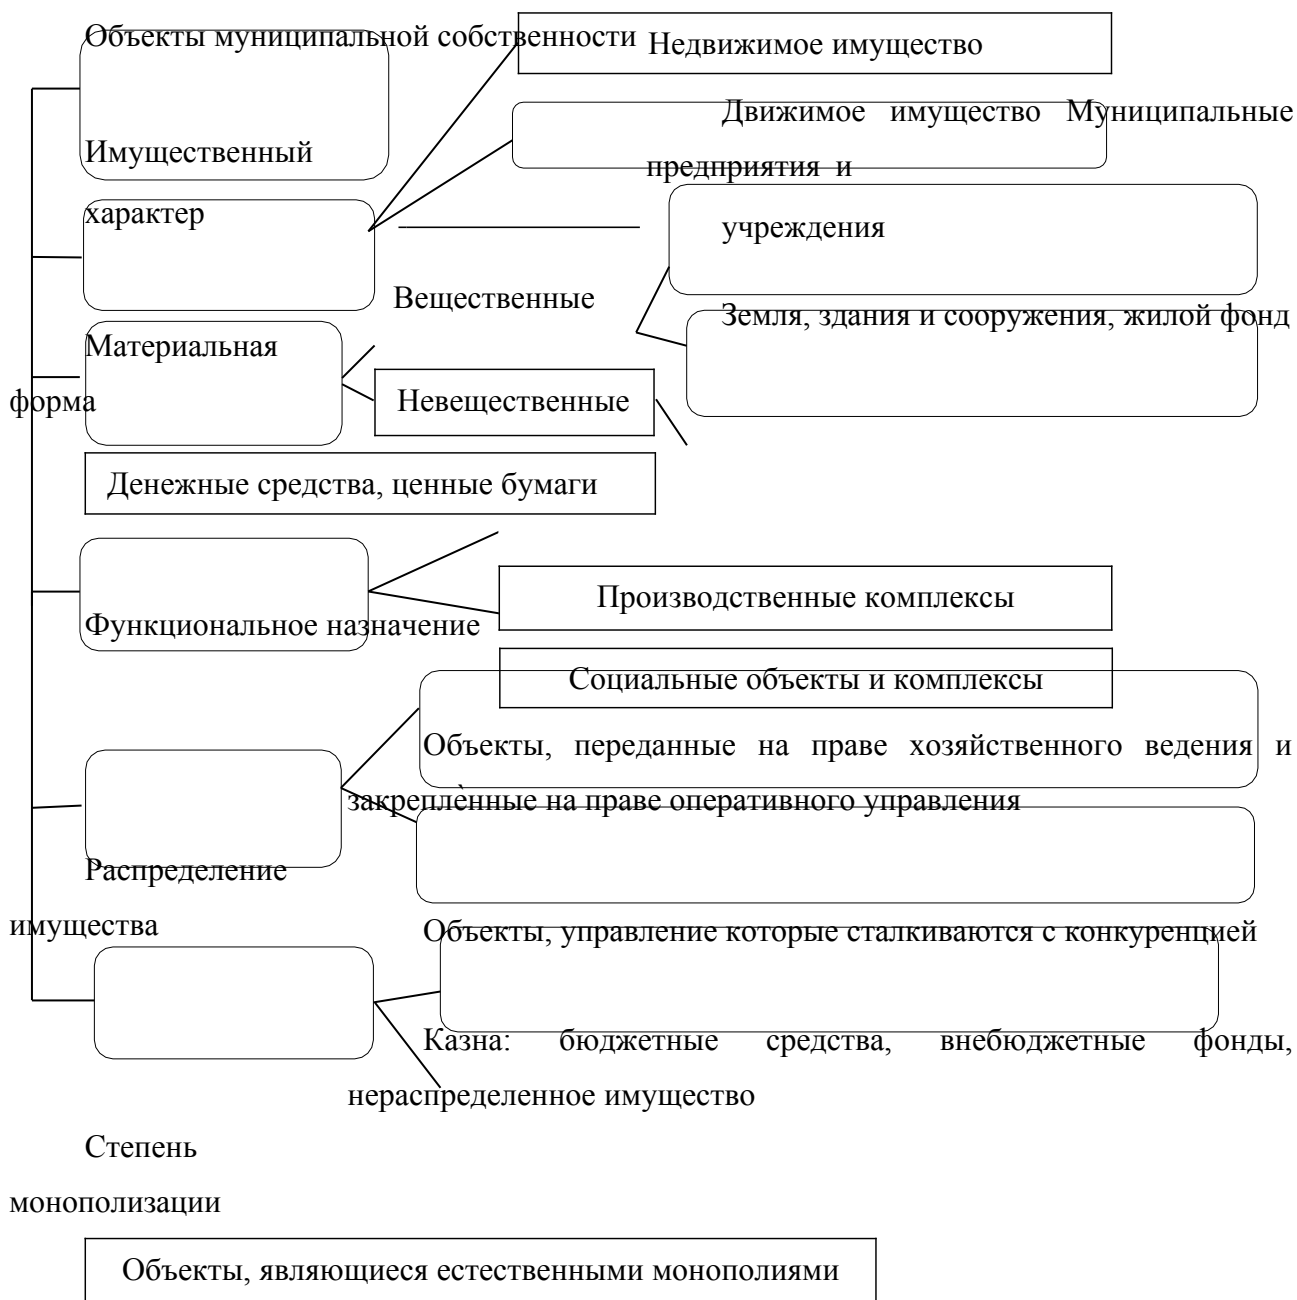 Объекты муниципальной собственности
Недвижимое имущество
Движимое имущество Муниципальные
предприятия и
Имущественный
характер
учреждения
Вещественные
Земля, здания и сооружения, жилой фонд
Материальная
форма
Невещественные
Денежные средства, ценные бумаги
Производственные комплексы
Функциональное назначение
Социальные объекты и комплексы
Объекты, переданные на праве хозяйственного ведения и
закреплѐнные на праве оперативного управления
Распределение
имущества
Объекты, управление которые сталкиваются с конкуренцией
Казна: бюджетные средства, внебюджетные фонды,
нераспределенное имущество
Степень
монополизации
Объекты, являющиеся естественными монополиями